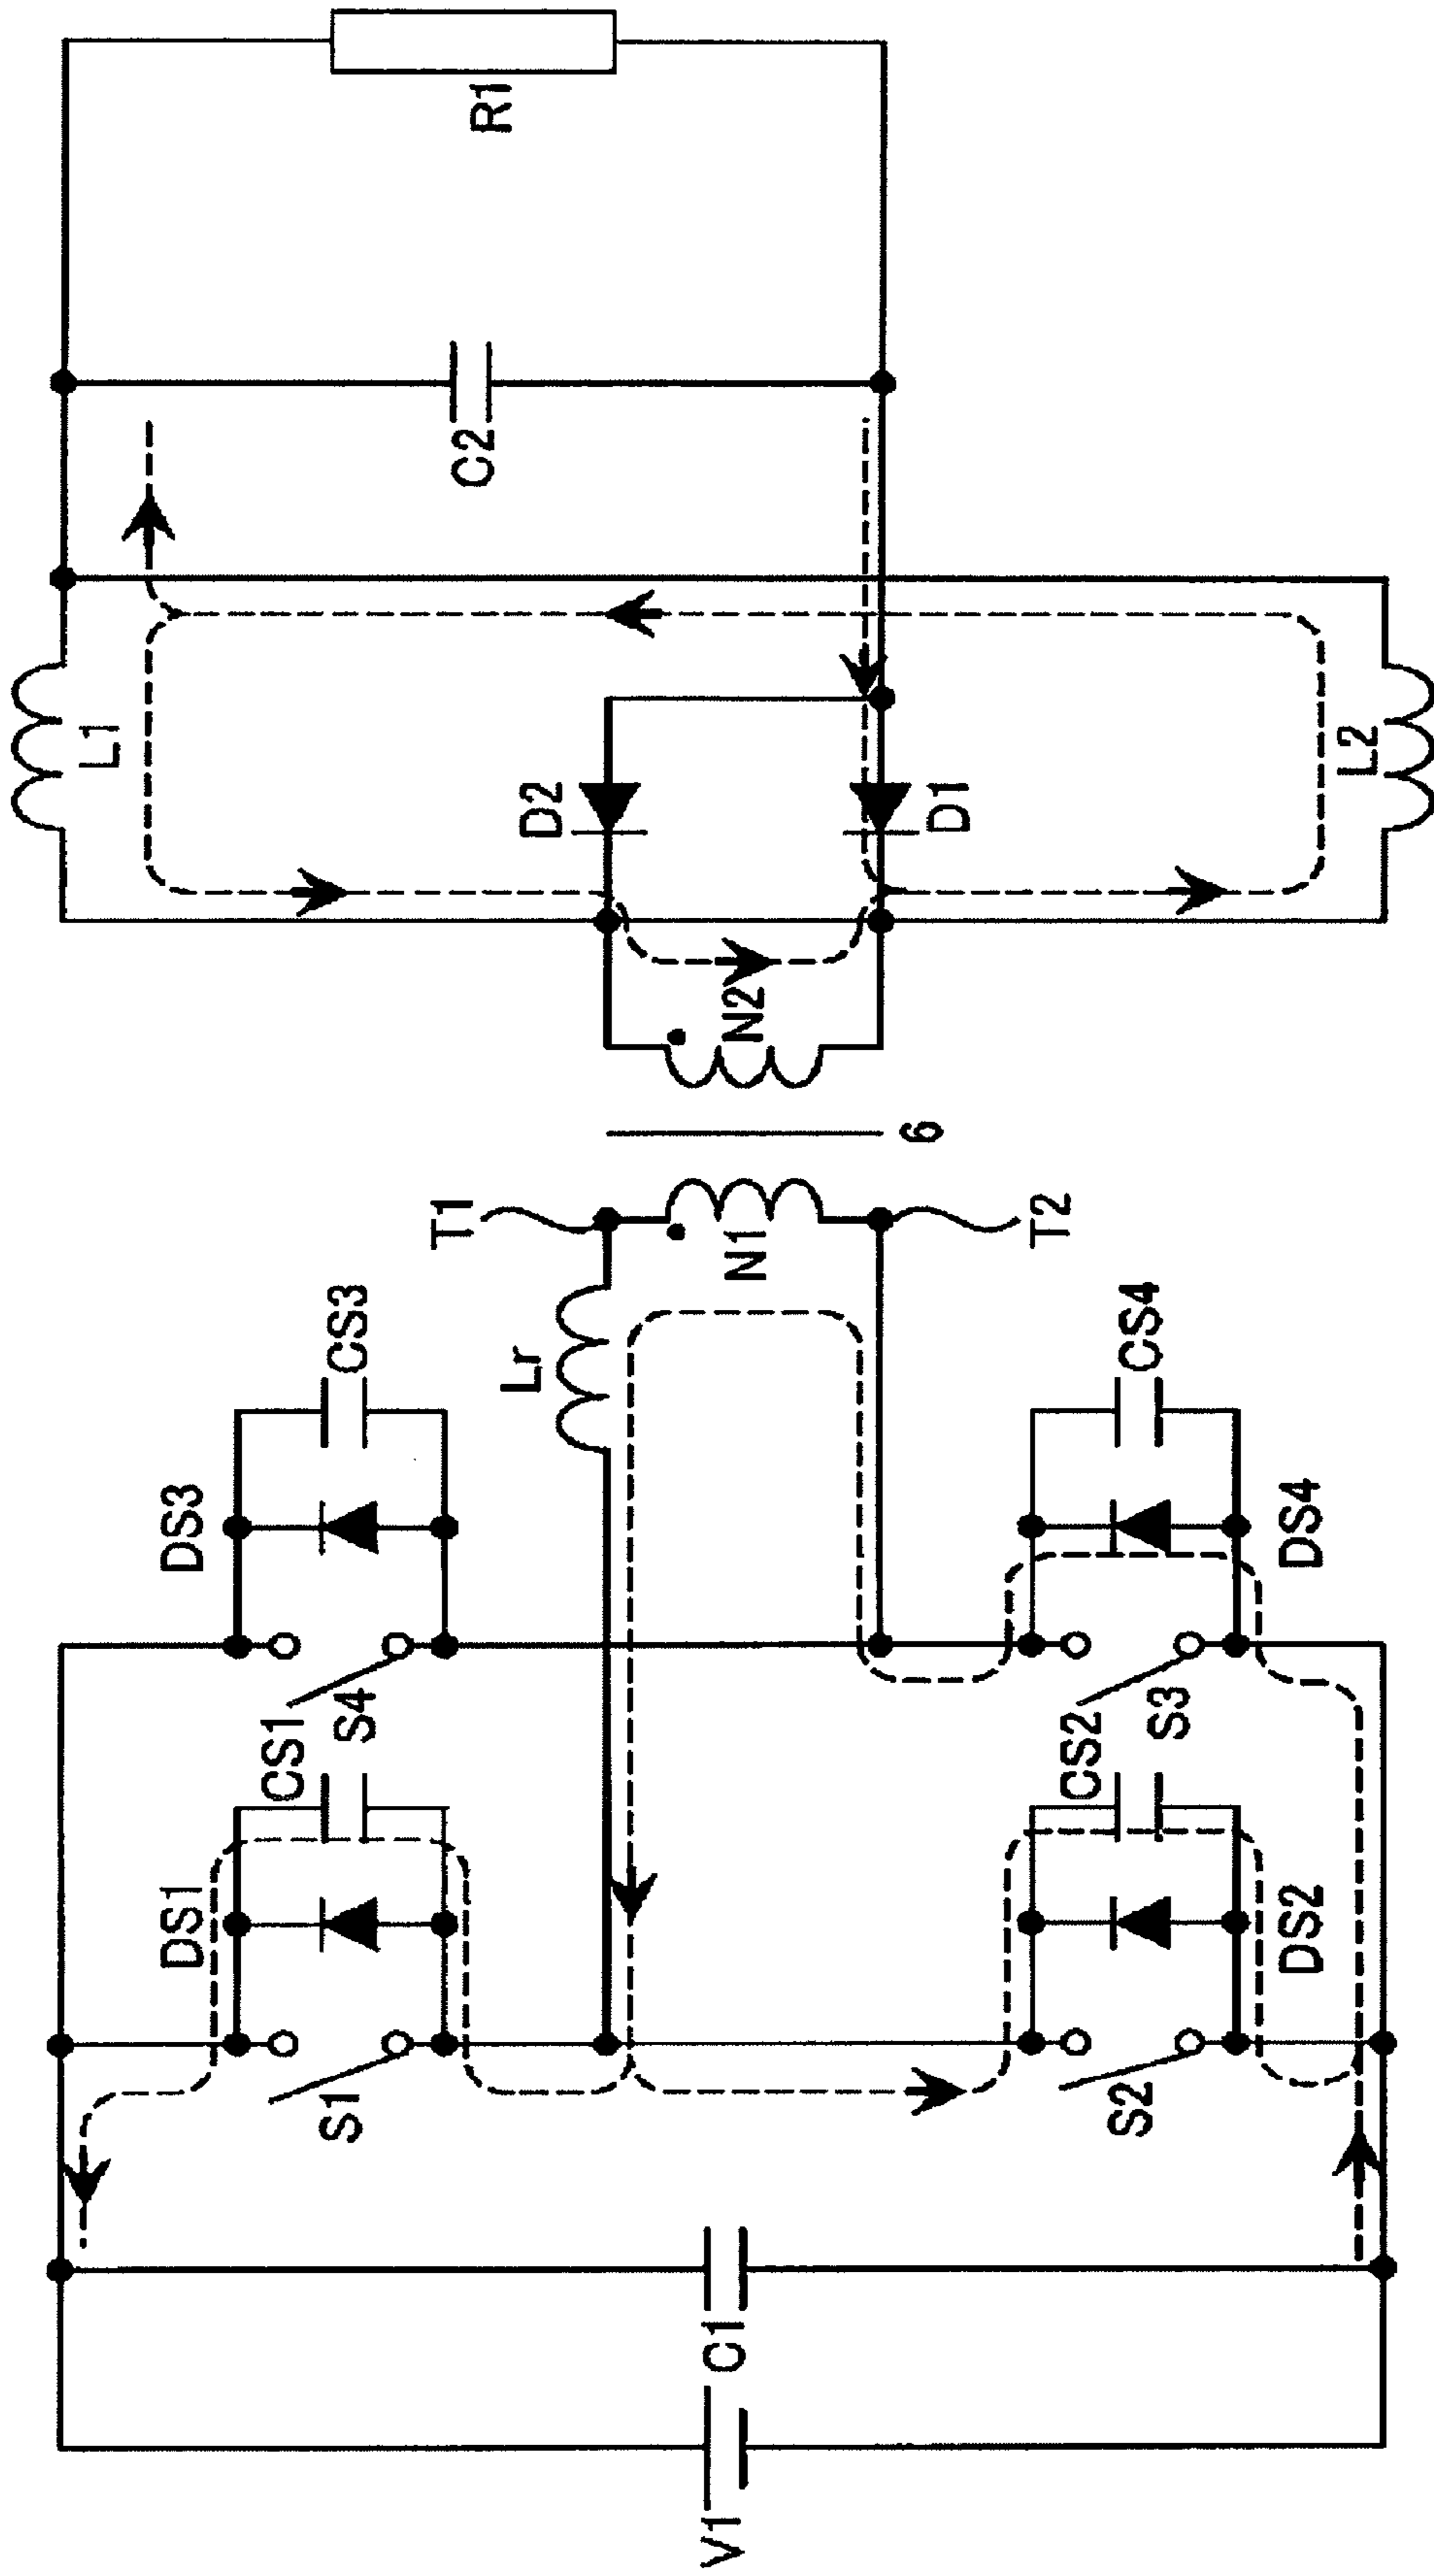 V1
C1
S1
DS1
CS1
S2
DS2
CS2
S4
DS3
CS3
S3
DS4
CS4
Lr
T1
N1
T2
6
N2
D2
D1
L1
L2
C2
R1